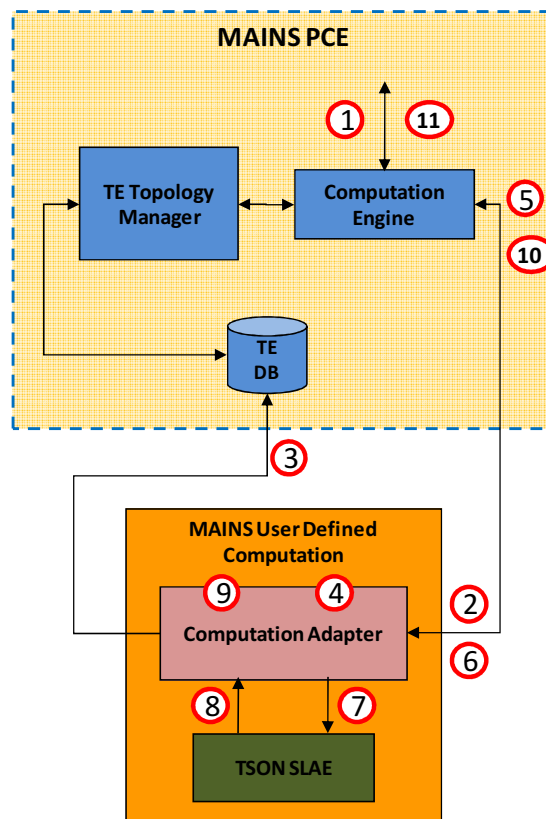 MAINS PCE
1
11
TE Topology
Manager
Computation
Engine
5
10
TE
DB
3
MAINS User Defined
Computation
9
4
Computation Adapter
2
6
8
7
TSON SLAE